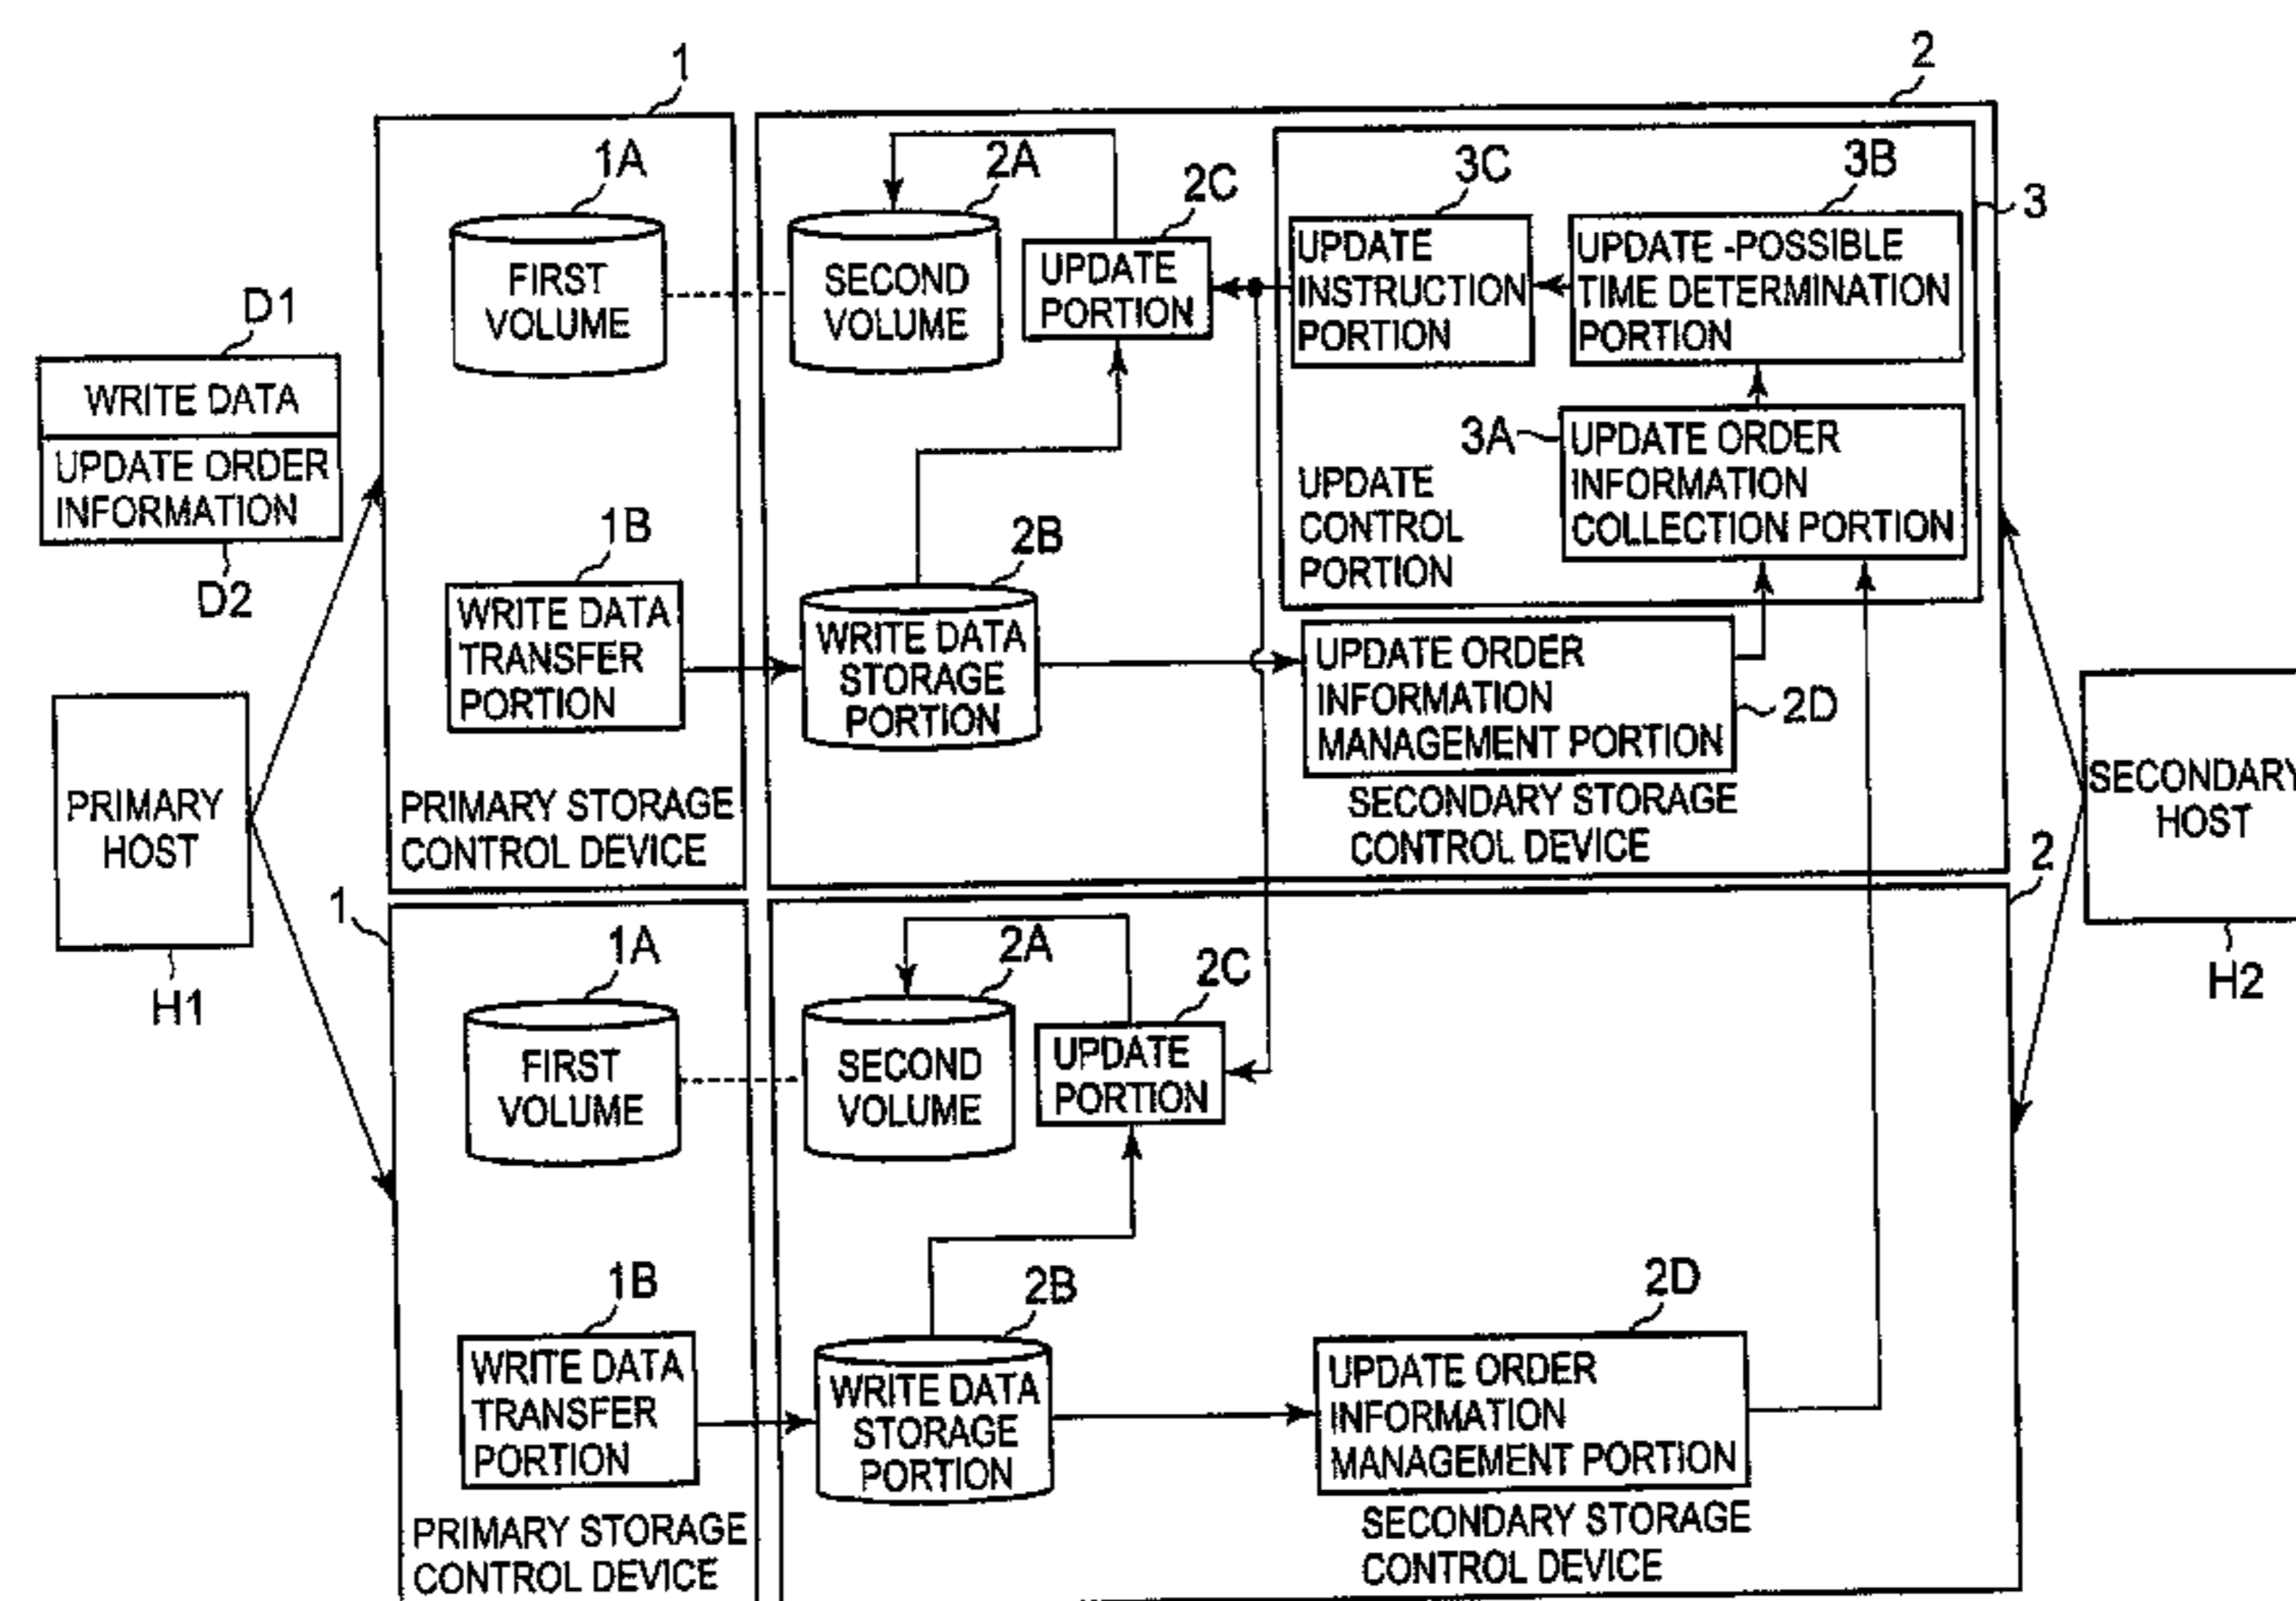 1
2
1A
2A
2C
3C
3B
3
FIRST
VOLUME
SECOND
VOLUME
UPDATE
PORTION
UPDATE
INSTRUCTION
PORTION
UPDATE -POSSIBLE
TIME DETERMINATION
PORTION
D1
WRITE DATA
UPDATE ORDER
INFORMATION
D2
3A
UPDATE ORDER
INFORMATION
COLLECTION PORTION
UPDATE
CONTROL
PORTION
1B
WRITE DATA
TRANSFER
PORTION
2B
WRITE DATA
STORAGE
PORTION
UPDATE ORDER
INFORMATION
MANAGEMENT PORTION
2D
PRIMARY
HOST
H1
PRIMARY STORAGE
CONTROL DEVICE
SECONDARY STORAGE
CONTROL DEVICE
SECONDARY
HOST
H2
1
2
1A
2A
2C
FIRST
VOLUME
SECOND
VOLUME
UPDATE
PORTION
1B
WRITE DATA
TRANSFER
PORTION
2B
WRITE DATA
STORAGE
PORTION
2D
UPDATE ORDER
INFORMATION
MANAGEMENT PORTION
PRIMARY STORAGE
CONTROL DEVICE
SECONDARY STORAGE
CONTROL DEVICE